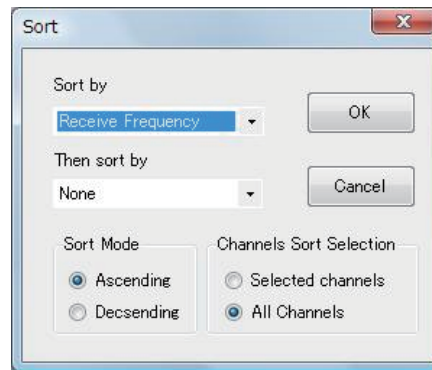 Sort
Sort by
Receive Frequency
OK
Then sort by
None
Cancel
Sort Mode
Ascending
Decsending
Channels Sort Selection
Selected channels
All Channels